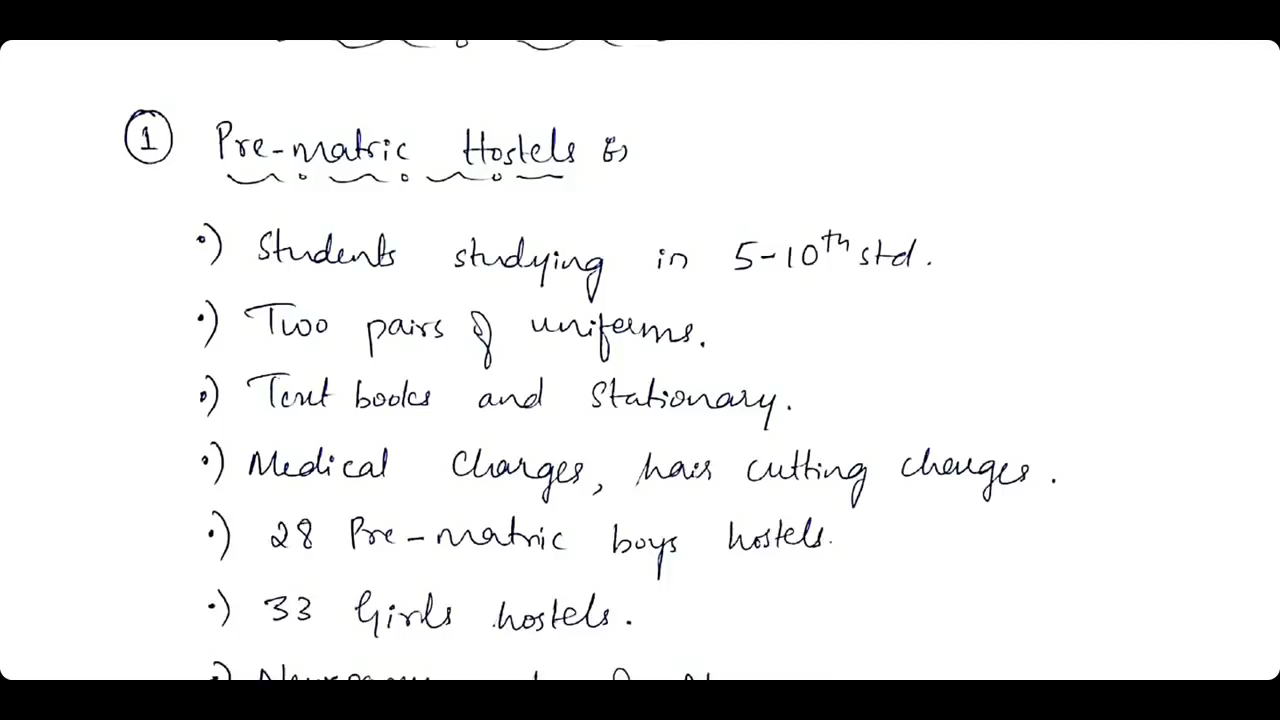 1 Pre-matric Hostels :-
•) Students studying in 5-10th std.
•) Two pairs of uniforms.
•) Text books and Stationary.
•) Medical Charges, hair cutting charges.
•) 28 Pre-matric boys hostels.
•) 33 Girls hostels.